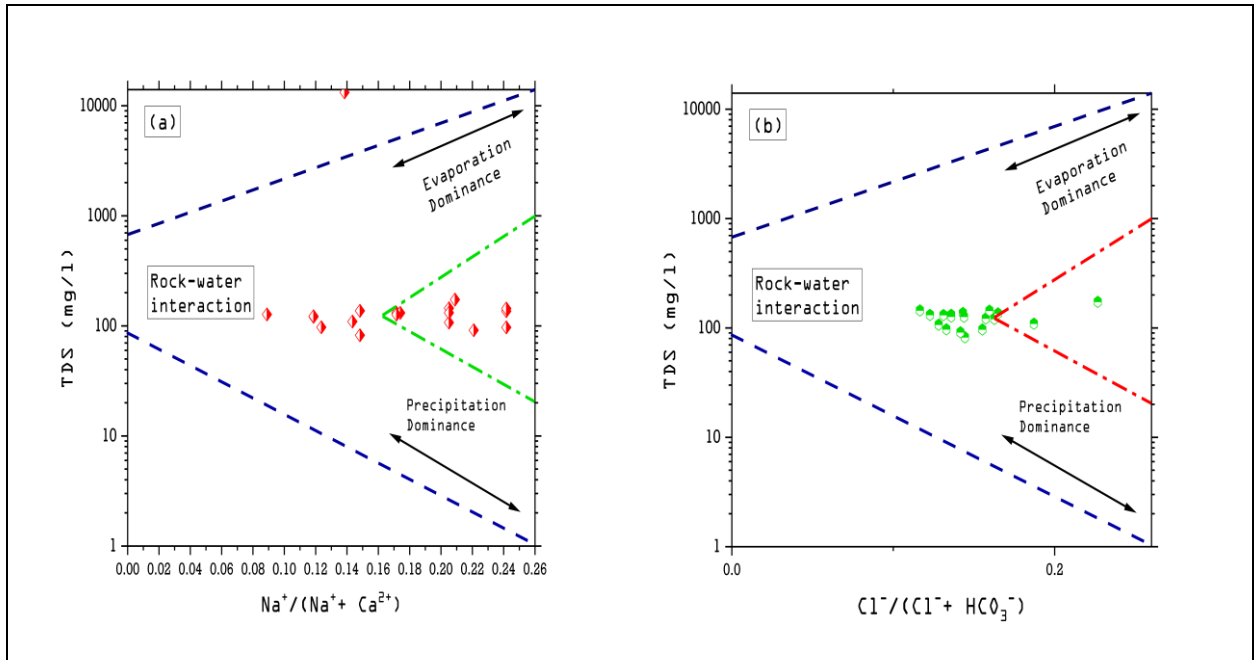 (a)
10000
1000
100
10
1
TDS (mg/l)
Evaporation
Dominance
Rock-water
interaction
Precipitation
Dominance
0.00 0.02 0.04 0.06 0.08 0.10 0.12 0.14 0.16 0.18 0.20 0.22 0.24 0.26
Na⁺/(Na⁺+ Ca²⁺)
(b)
10000
1000
100
10
1
TDS (mg/l)
Evaporation
Dominance
Rock-water
interaction
Precipitation
Dominance
0.0 0.2
Cl⁻/(Cl⁻+ HCO₃⁻)